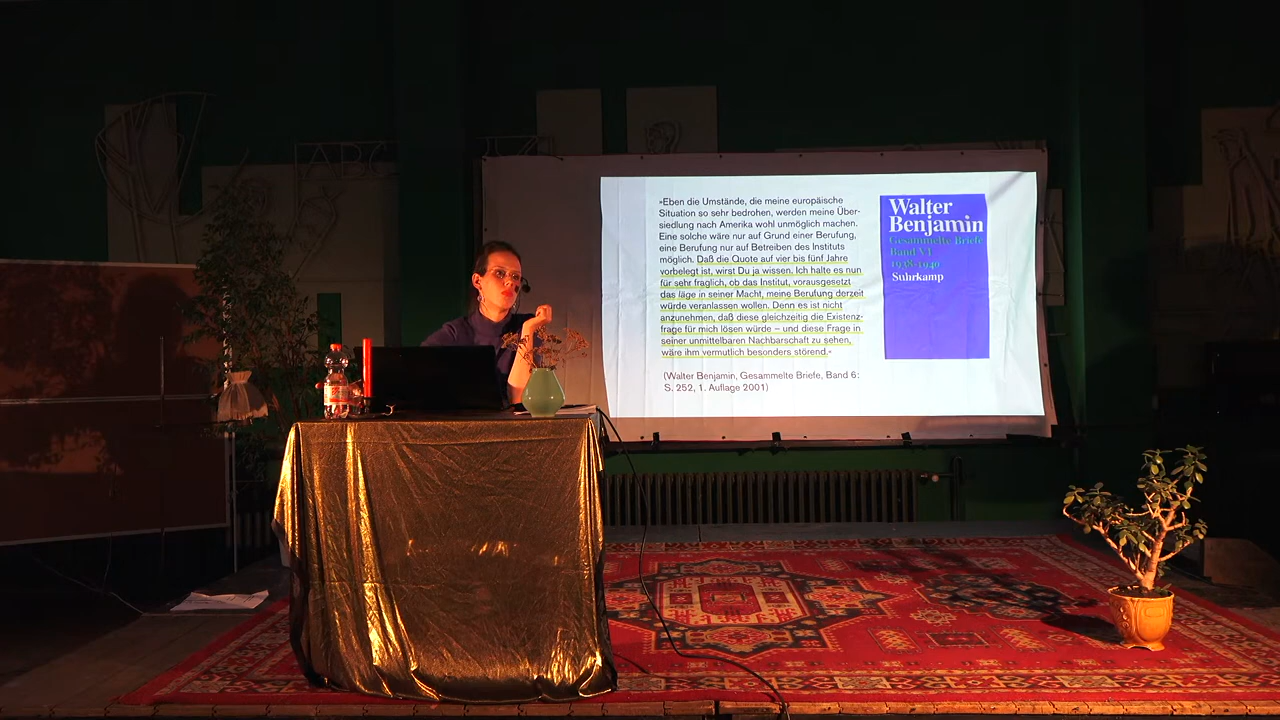 ABC
»Eben die Umstände, die meine europäische
Situation so sehr bedrohen, werden meine Über-
siedlung nach Amerika wohl unmöglich machen.
Eine solche wäre nur auf Grund einer Berufung,
eine Berufung nur auf Betreiben des Instituts
möglich. Daß die Quote auf vier bis fünf Jahre
vorbelegt ist, wirst Du ja wissen. Ich halte es nun
für sehr fraglich, ob das Institut, vorausgesetzt
das läge in seiner Macht, meine Berufung derzeit
würde veranlassen wollen. Denn es ist nicht
anzunehmen, daß diese gleichzeitig die Existenz-
frage für mich lösen würde – und diese Frage in
seiner unmittelbaren Nachbarschaft zu sehen,
wäre ihm vermutlich besonders störend.«
(Walter Benjamin, Gesammelte Briefe, Band 6:
S. 252, 1. Auflage 2001)
Walter
Benjamin
Gesammelte Briefe
Band VI
1938-1940
Suhrkamp